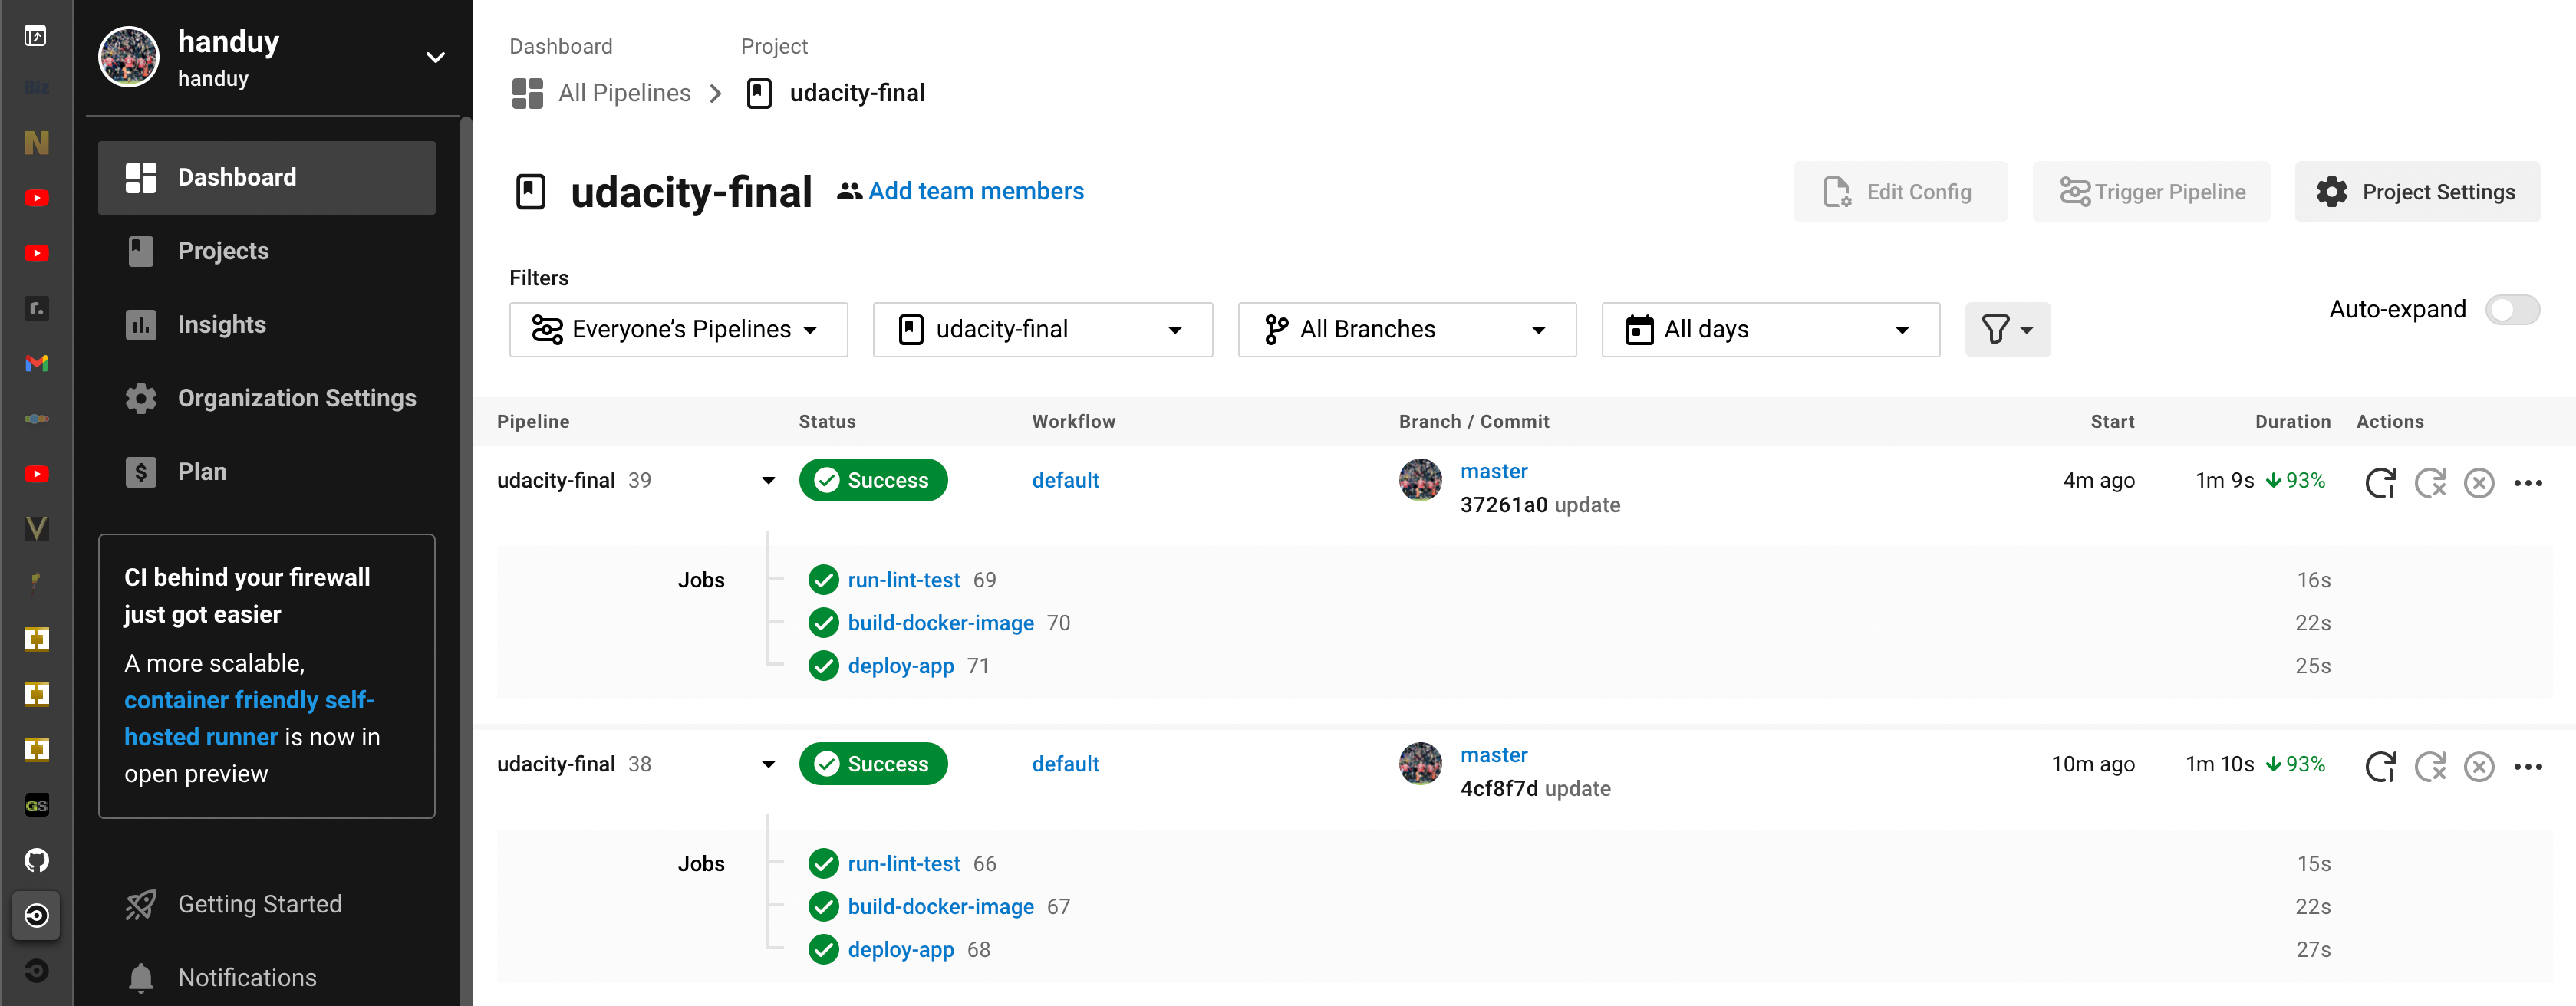 handuy
handuy
Biz
N
Dashboard
Projects
Insights
Organization Settings
Plan
CI behind your firewall
just got easier
A more scalable,
container friendly self-
hosted runner is now in
open preview
Getting Started
Notifications
GS
Dashboard Project
All Pipelines udacity-final
udacity-final Add team members
Edit Config Trigger Pipeline Project Settings
Filters
Everyone’s Pipelines udacity-final All Branches All days
Auto-expand
Pipeline Status Workflow Branch / Commit Start Duration Actions
udacity-final 39 Success default master 4m ago 1m 9s 93%
37261a0 update
Jobs run-lint-test 69 16s
build-docker-image 70 22s
deploy-app 71 25s
udacity-final 38 Success default master 10m ago 1m 10s 93%
4cf8f7d update
Jobs run-lint-test 66 15s
build-docker-image 67 22s
deploy-app 68 27s